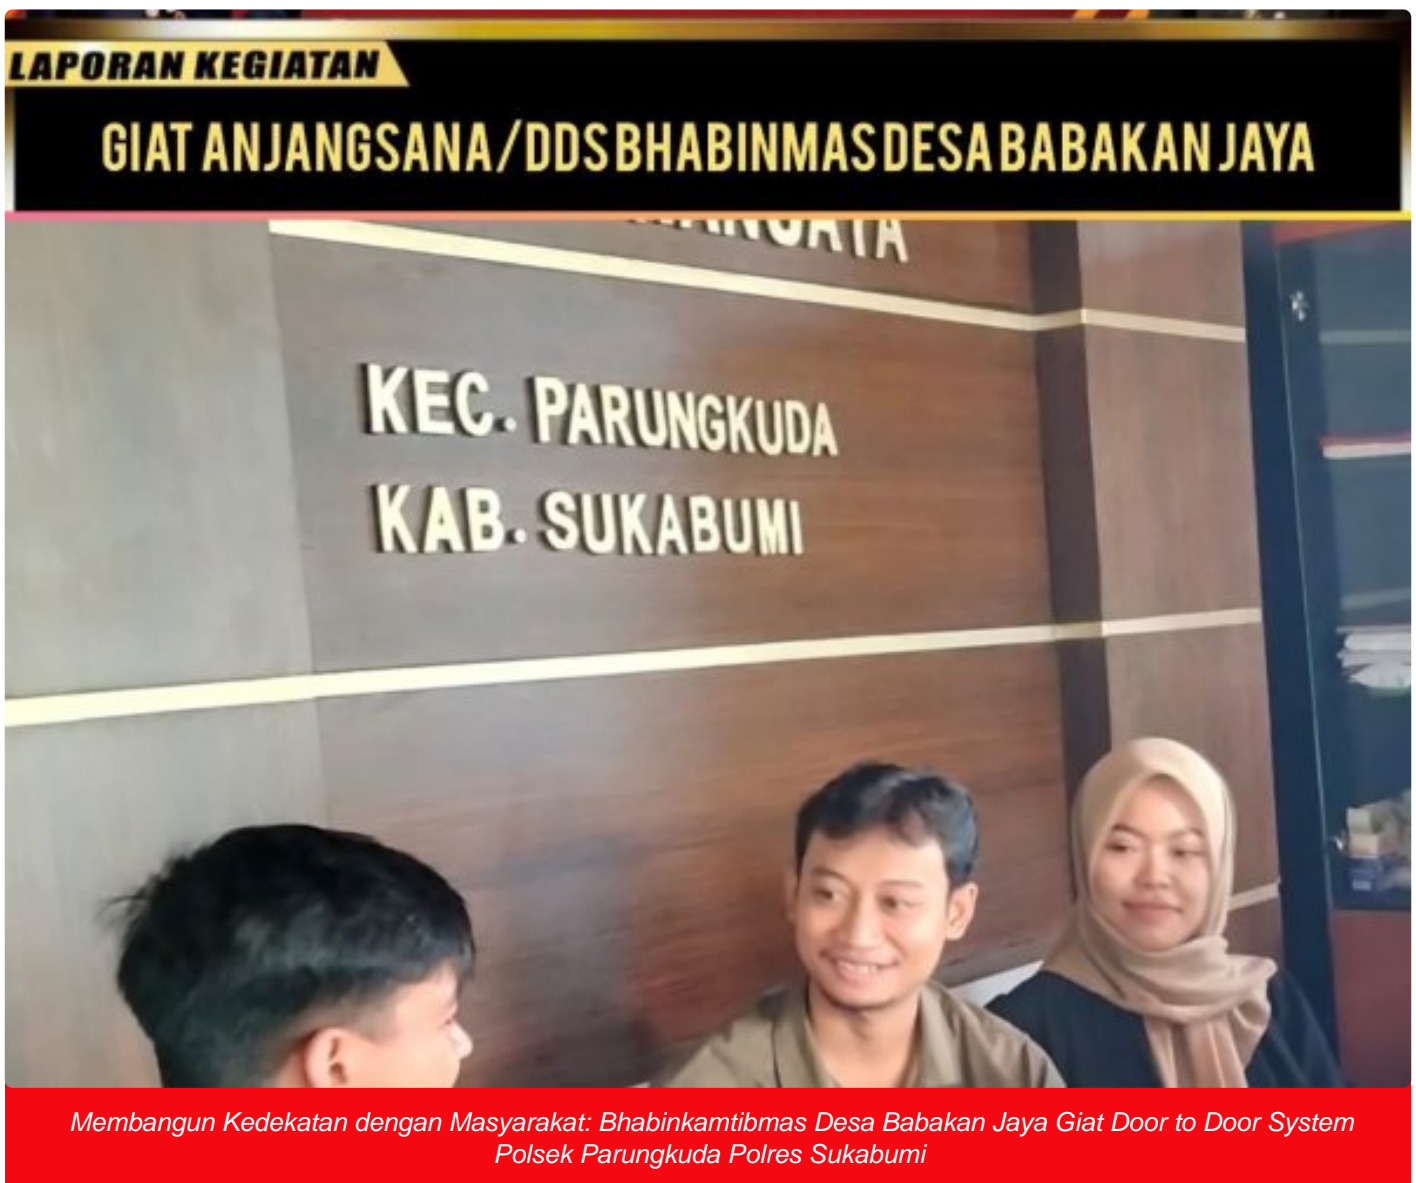 LAPORAN KEGIATAN
GIAT ANJANGSANA/DDS BHABINMAS DESA BABAKAN JAYA
KEC. PARUNGKUDA
KAB. SUKABUMI
Membangun Kedekatan dengan Masyarakat: Bhabinkamtibmas Desa Babakan Jaya Giat Door to Door System
Polsek Parungkuda Polres Sukabumi